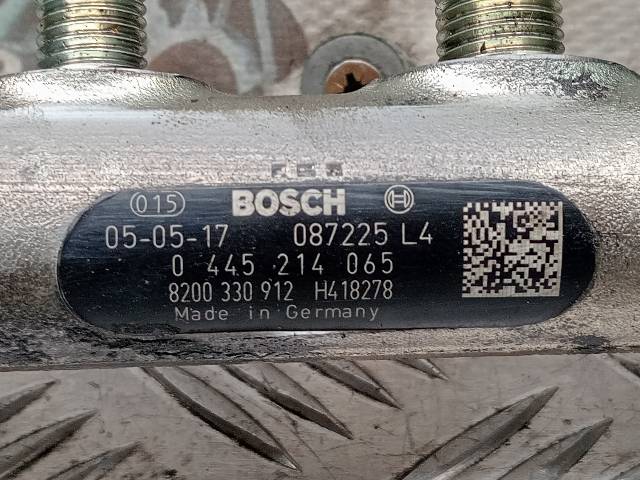 015 BOSCH
05-05-17 087225 L4
0 445 214 065
8200 330 912 H418278
Made in Germany